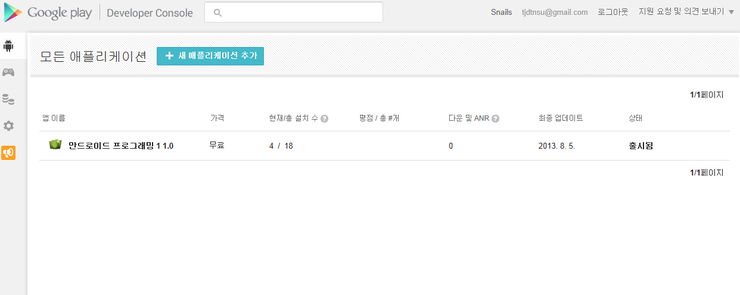 Google play Developer Console Snails tjdtnsu@gmail.com 로그아웃 지원 요청 및 의견 보내기
모든 애플리케이션 + 새 애플리케이션 추가
1/1페이지
앱 이름 가격 현재/총 설치 수 평점 / 총 #개 다운 및 ANR 최종 업데이트 상태
안드로이드 프로그래밍 1 1.0 무료 4 / 18 0 2013. 8. 5. 출시됨
1/1페이지